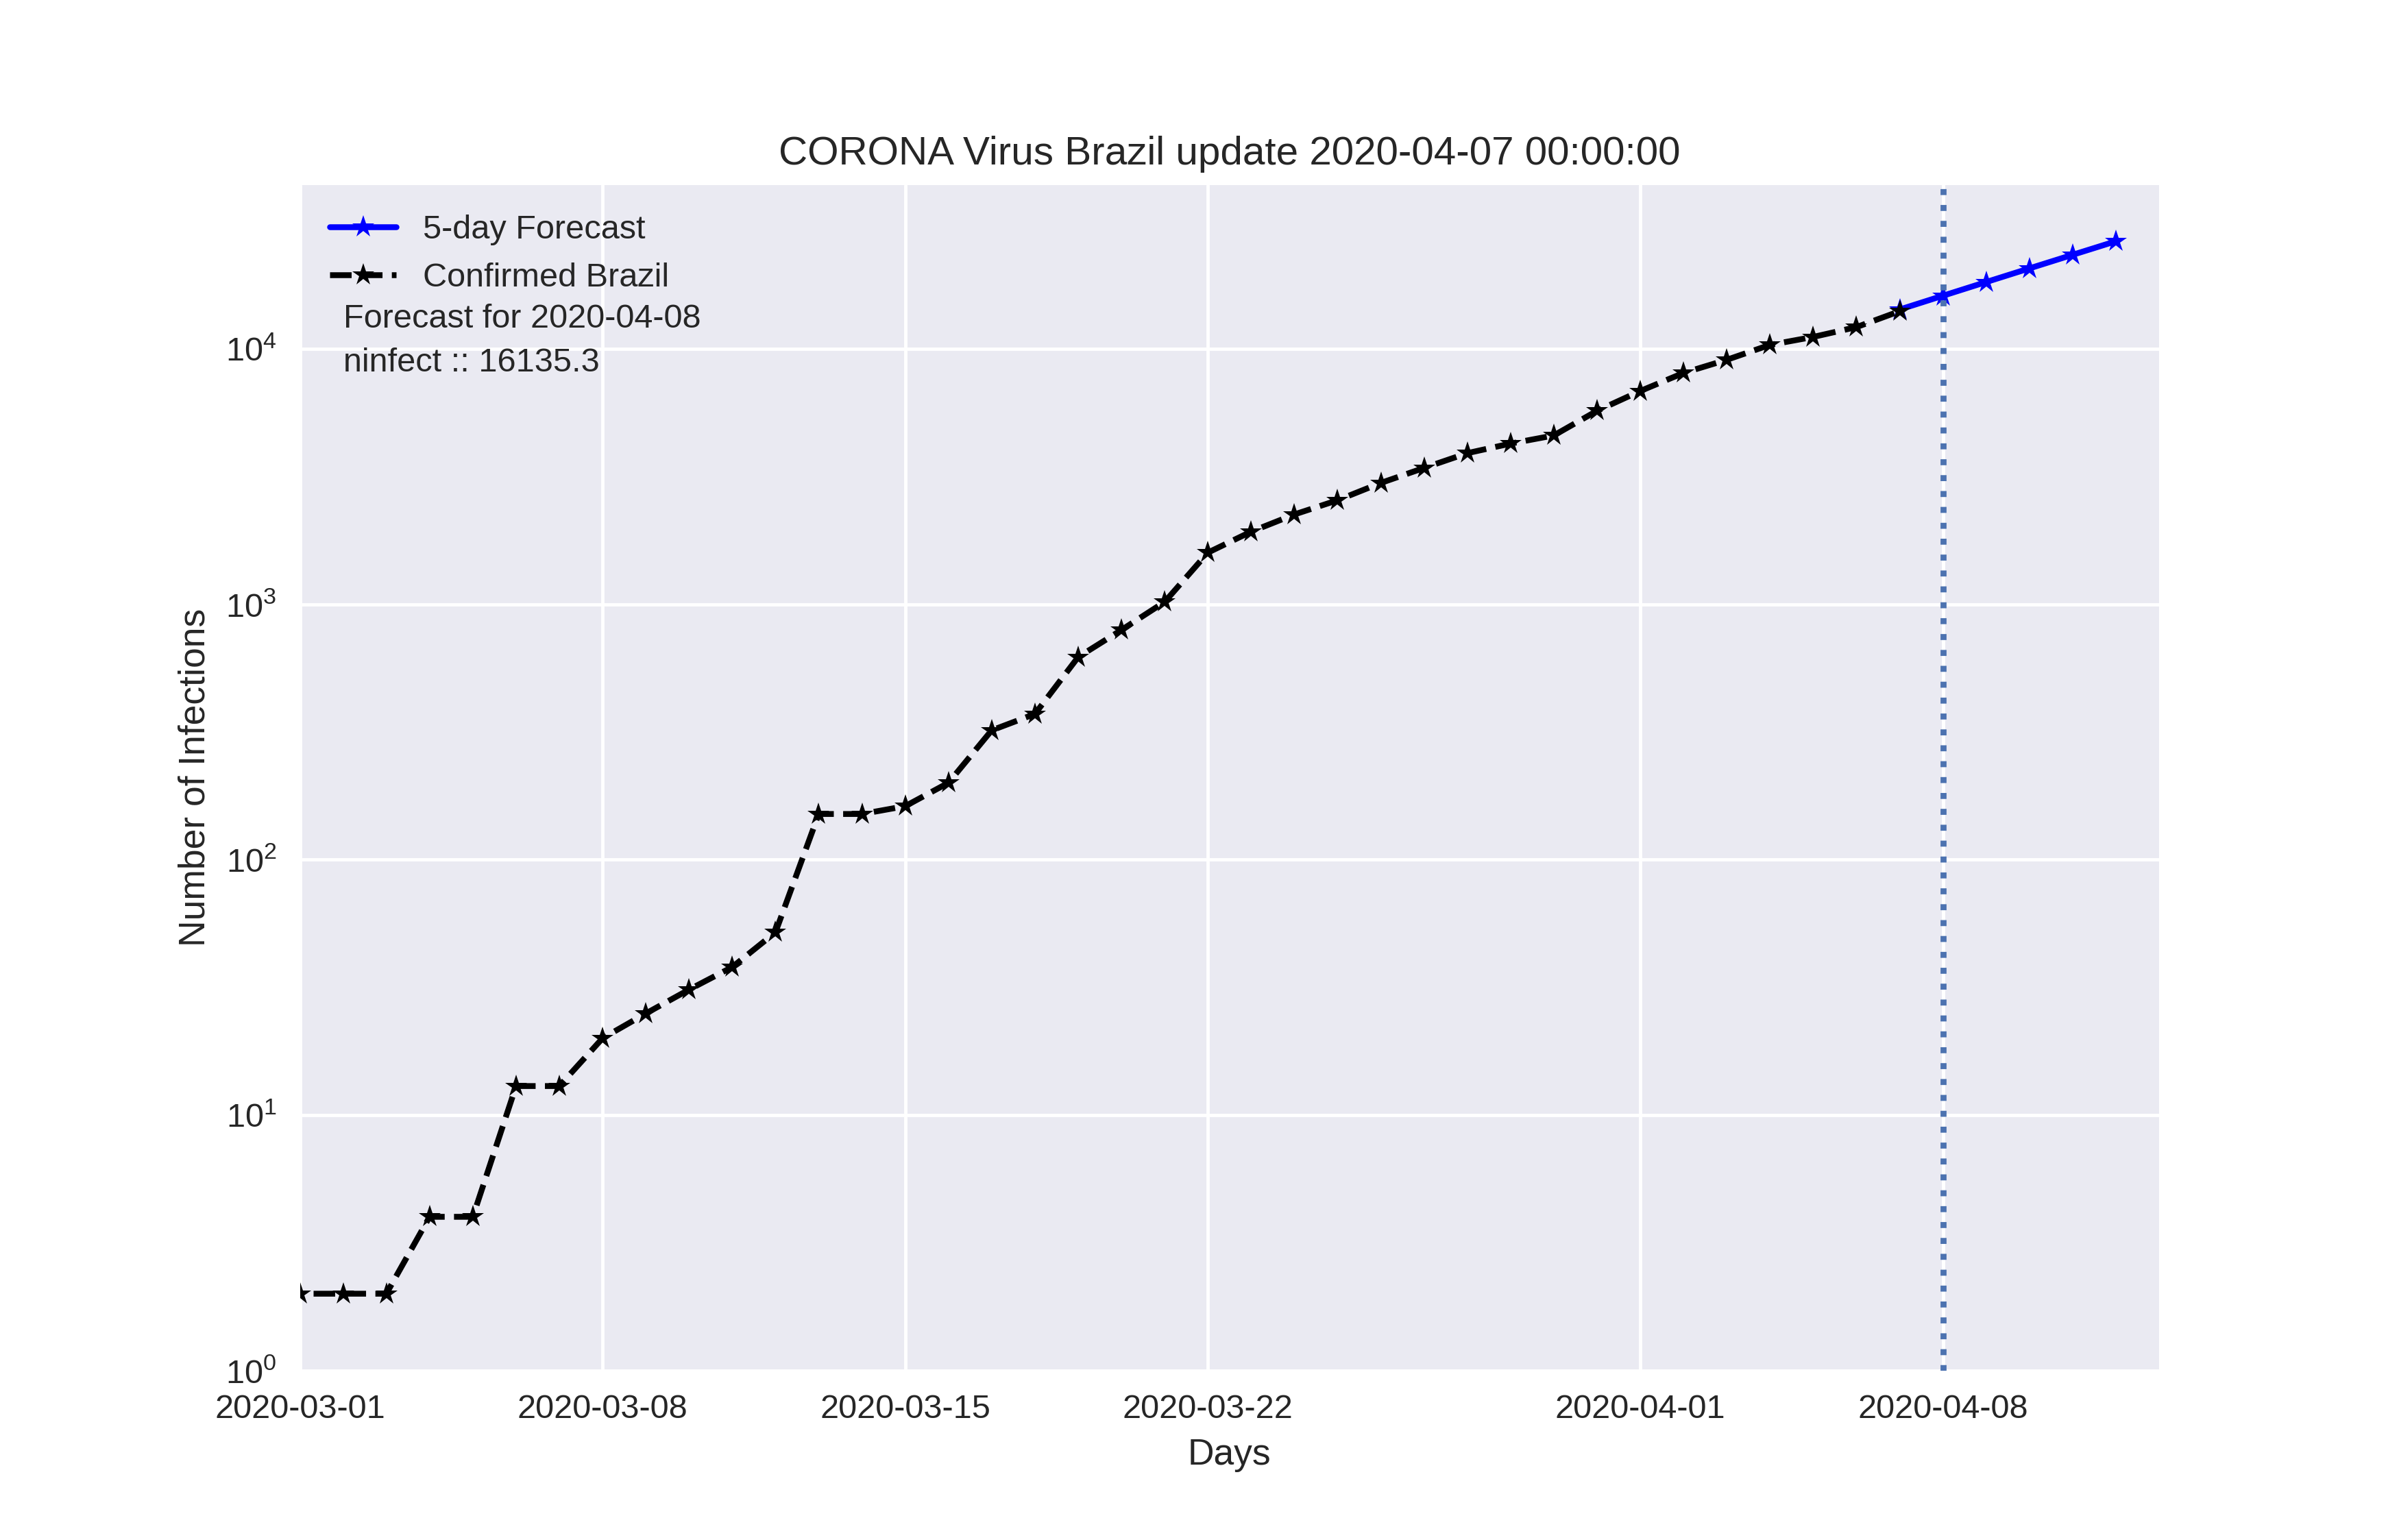 CORONA Virus Brazil update 2020-04-07 00:00:00
5-day Forecast
Confirmed Brazil
Forecast for 2020-04-08
ninfect :: 16135.3
10⁴
10³
10²
10¹
10⁰
Number of Infections
2020-03-01 2020-03-08 2020-03-15 2020-03-22 2020-04-01 2020-04-08
Days